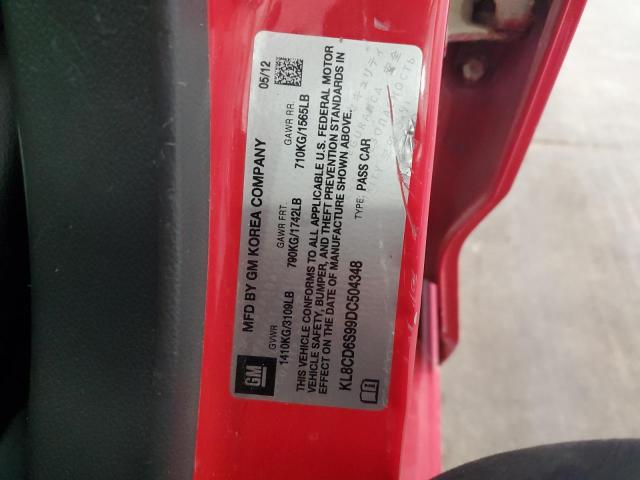 MFD BY GM KOREA COMPANY 05/12
GVWR GAWR FRT GAWR RR
1410KG/3109LB 790KG/1742LB 710KG/1565LB
THIS VEHICLE CONFORMS TO ALL APPLICABLE U.S. FEDERAL MOTOR
VEHICLE SAFETY, BUMPER, AND THEFT PREVENTION STANDARDS IN
EFFECT ON THE DATE OF MANUFACTURE SHOWN ABOVE.
KL8CD6S99DC504348 TYPE: PASS CAR
GM